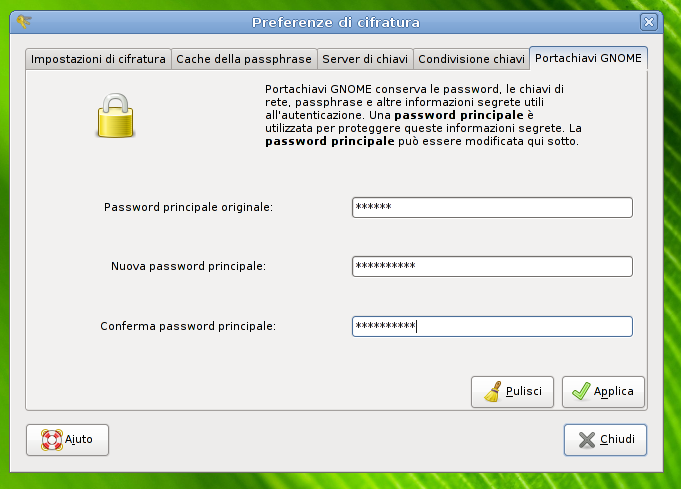 Preferenze di cifratura
Impostazioni di cifratura Cache della passphrase Server di chiavi Condivisione chiavi Portachiavi GNOME
Portachiavi GNOME conserva le password, le chiavi di
rete, passphrase e altre informazioni segrete utili
all'autenticazione. Una password principale è
utilizzata per proteggere queste informazioni segrete. La
password principale può essere modificata qui sotto.
Password principale originale: ******
Nuova password principale: **********
Conferma password principale: **********
Pulisci Applica
Aiuto Chiudi